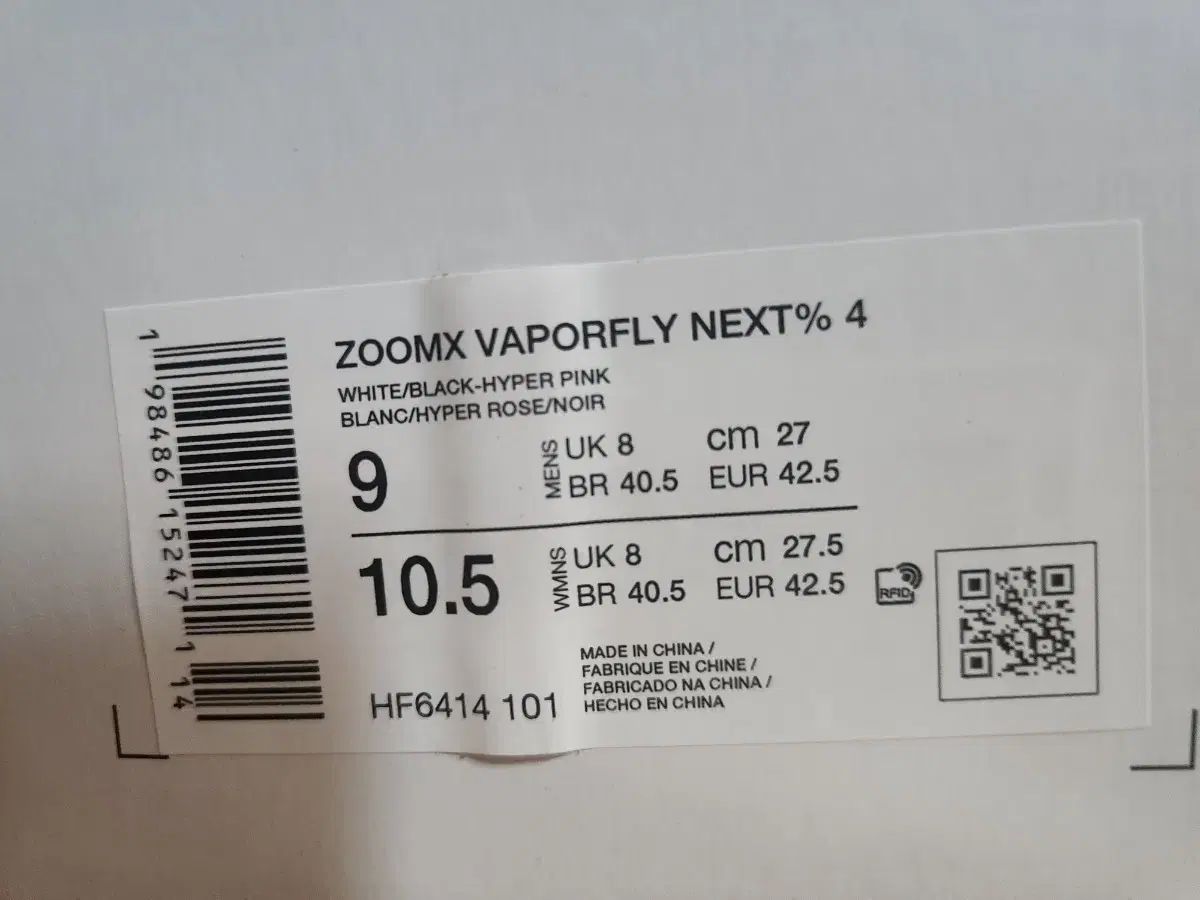 ZOOMX VAPORFLY NEXT% 4
WHITE/BLACK-HYPER PINK
BLANC/HYPER ROSE/NOIR
9 MENS UK 8 cm 27
BR 40.5 EUR 42.5
10.5 WMNS UK 8 cm 27.5
BR 40.5 EUR 42.5
RFID
MADE IN CHINA /
FABRIQUE EN CHINE /
FABRICADO NA CHINA /
HECHO EN CHINA
HF6414 101
1 98486 15247 1 14